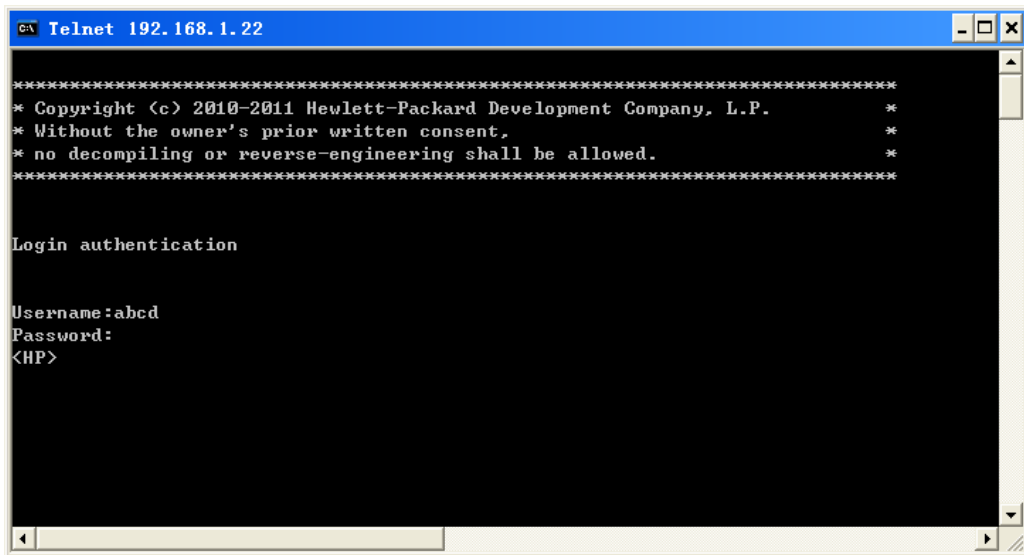 Telnet 192.168.1.22
******************************************************************************
* Copyright (c) 2010-2011 Hewlett-Packard Development Company, L.P.          *
* Without the owner's prior written consent,                                 *
* no decompiling or reverse-engineering shall be allowed.                    *
******************************************************************************
Login authentication
Username:abcd
Password:
<HP>